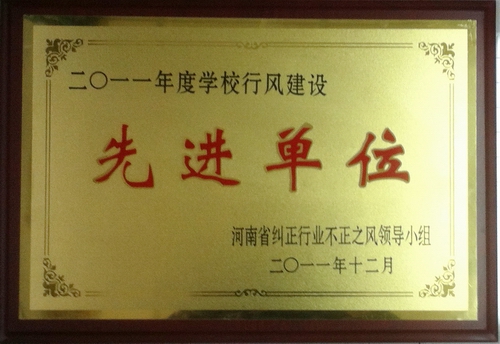 二〇一一年度学校行风建设
先进单位
河南省纠正行业不正之风领导小组
二〇一一年十二月